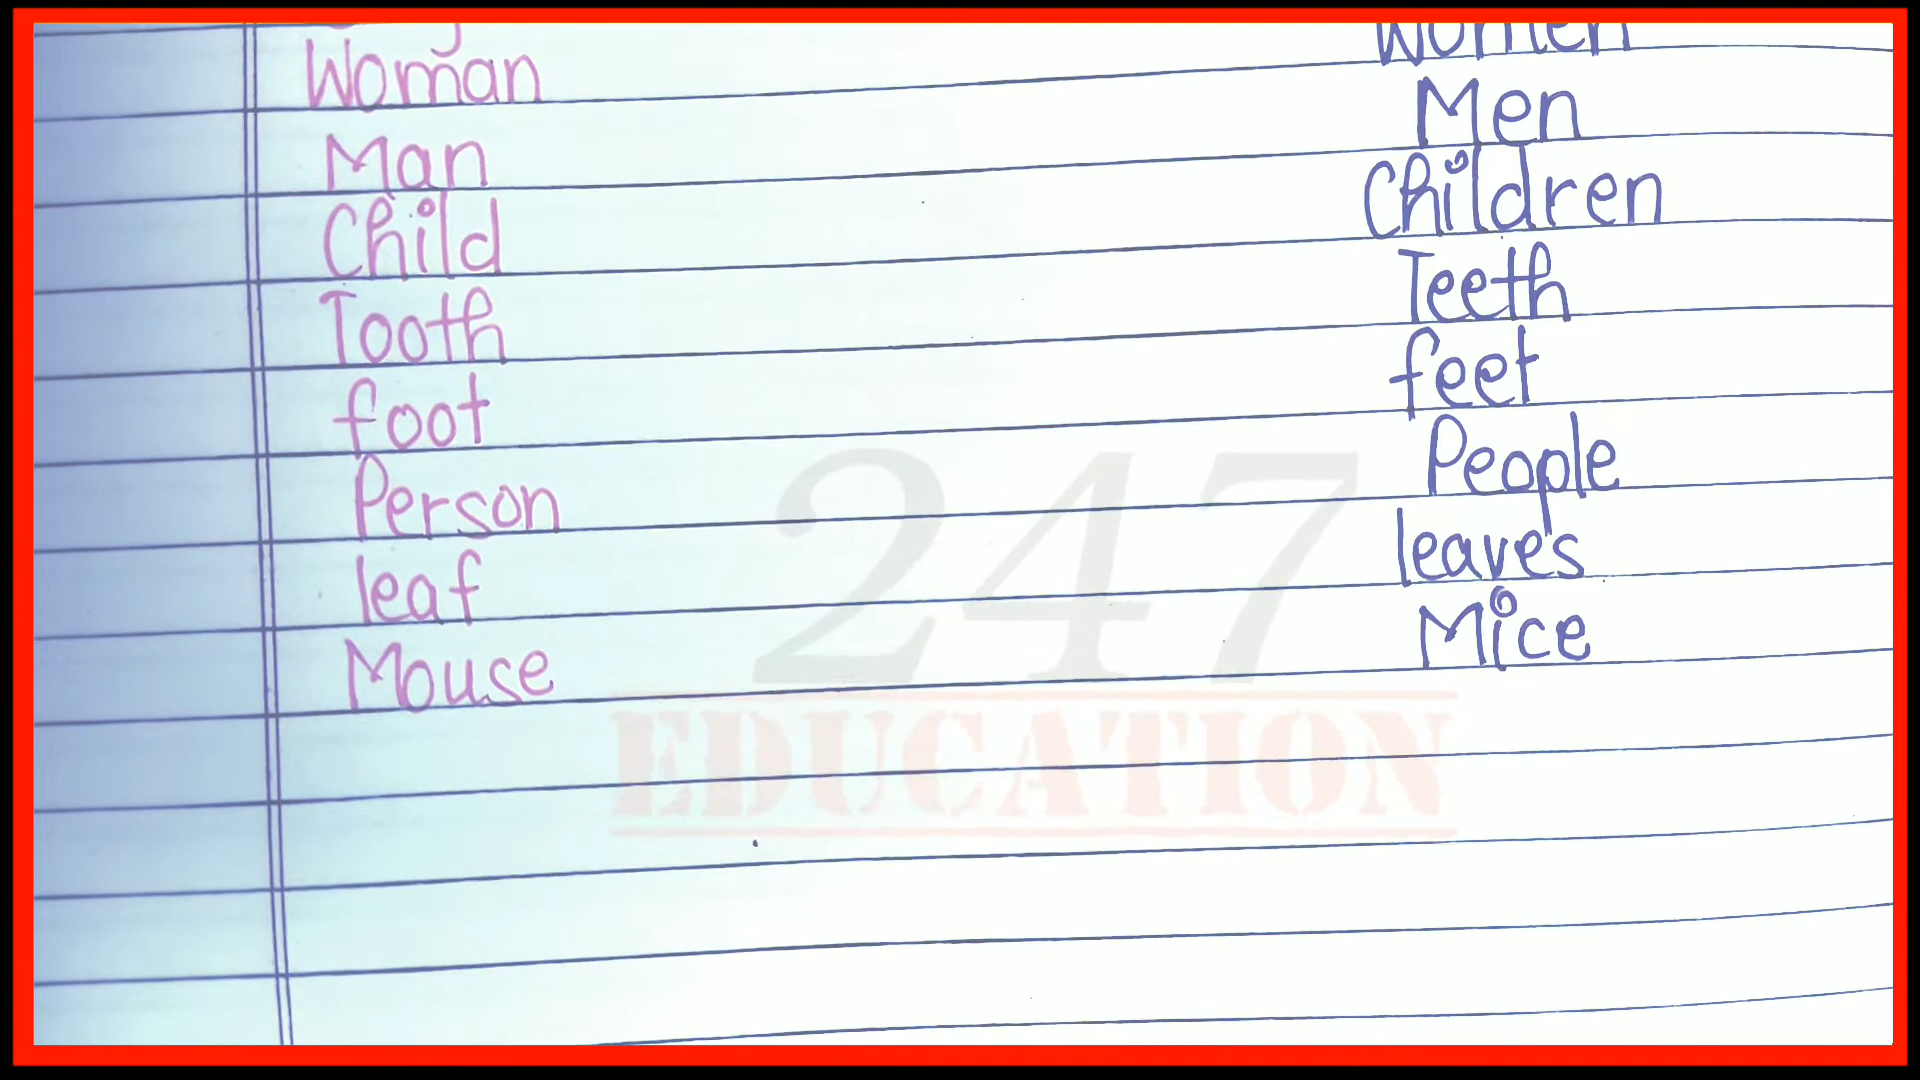 Woman Women
Man Men
Child Children
Tooth Teeth
foot feet
Person People
leaf leaves
Mouse Mice
247
EDUCATION